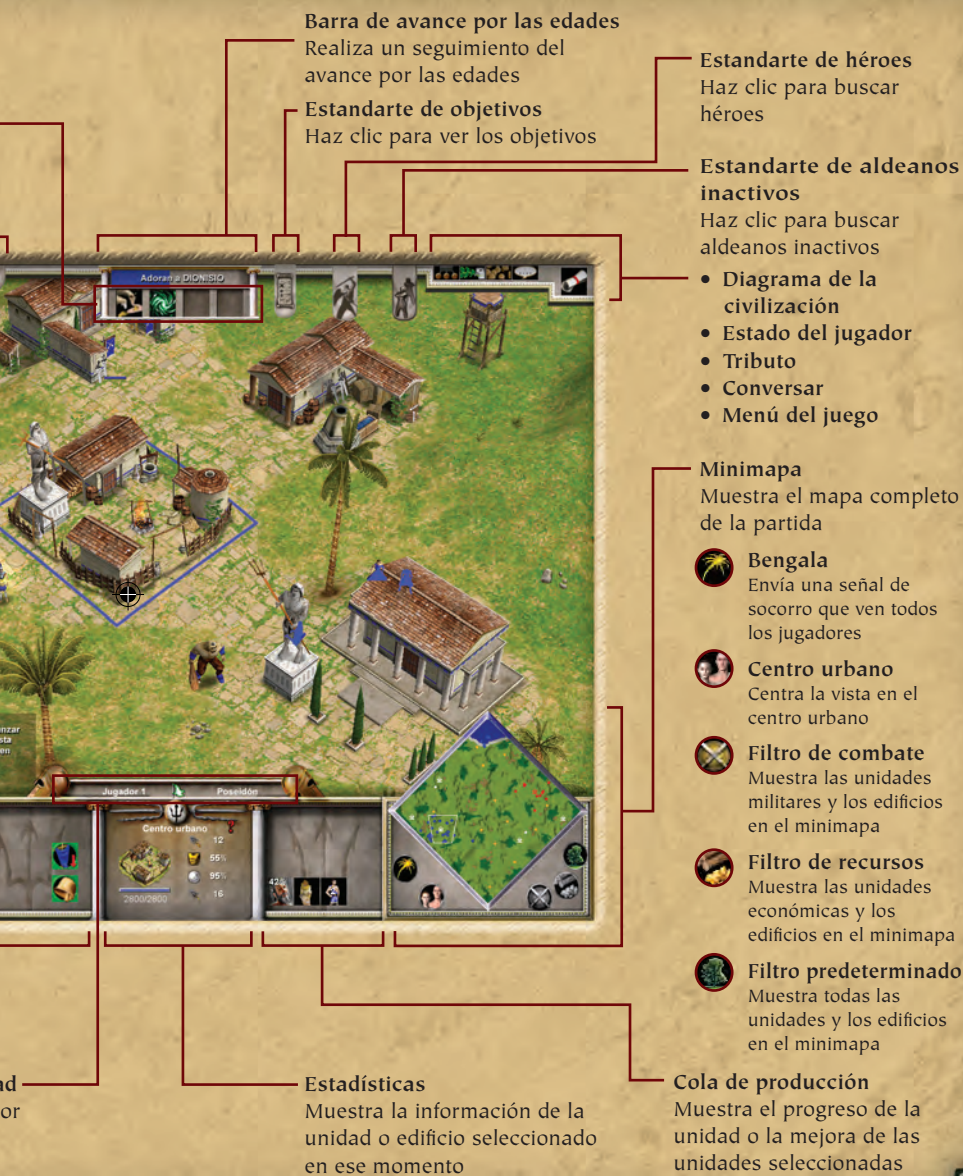 Barra de avance por las edades
Realiza un seguimiento del
avance por las edades
Estandarte de objetivos
Haz clic para ver los objetivos
Estandarte de héroes
Haz clic para buscar
héroes
Estandarte de aldeanos
inactivos
Haz clic para buscar
aldeanos inactivos
• Diagrama de la
civilización
• Estado del jugador
• Tributo
• Conversar
• Menú del juego
Adoran a DIONISIO
Minimapa
Muestra el mapa completo
de la partida
Bengala
Envía una señal de
socorro que ven todos
los jugadores
Centro urbano
Centra la vista en el
centro urbano
Filtro de combate
Muestra las unidades
militares y los edificios
en el minimapa
Filtro de recursos
Muestra las unidades
económicas y los
edificios en el minimapa
Filtro predeterminado
Muestra todas las
unidades y los edificios
en el minimapa
nzar
sta
en
Jugador 1 Poseidón
Centro urbano ?
12
55%
95%
16
2800/2800
42%
ad
or
Estadísticas
Muestra la información de la
unidad o edificio seleccionado
en ese momento
Cola de producción
Muestra el progreso de la
unidad o la mejora de las
unidades seleccionadas